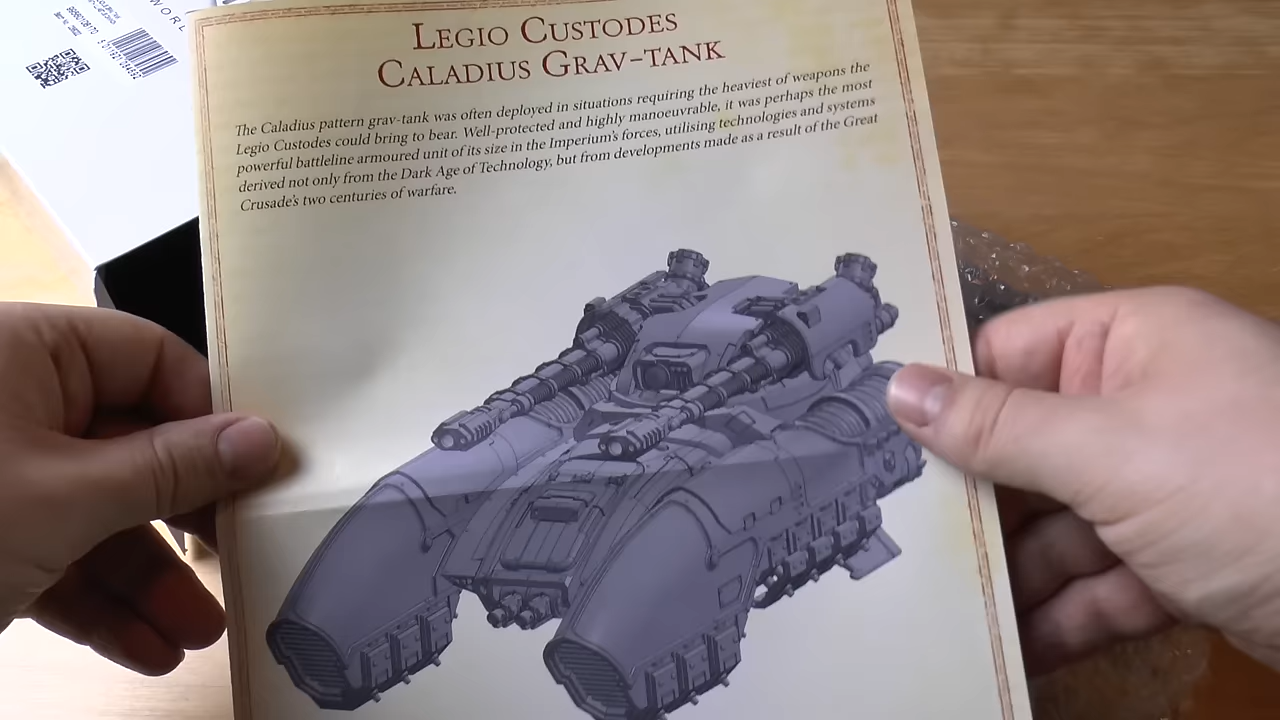 WORL
LEGIO CUSTODES
CALADIUS GRAV-TANK
The Caladius pattern grav-tank was often deployed in situations requiring the heaviest of weapons the
Legio Custodes could bring to bear. Well-protected and highly manoeuvrable, it was perhaps the most
powerful battleline armoured unit of its size in the Imperium's forces, utilising technologies and systems
derived not only from the Dark Age of Technology, but from developments made as a result of the Great
Crusade's two centuries of warfare.